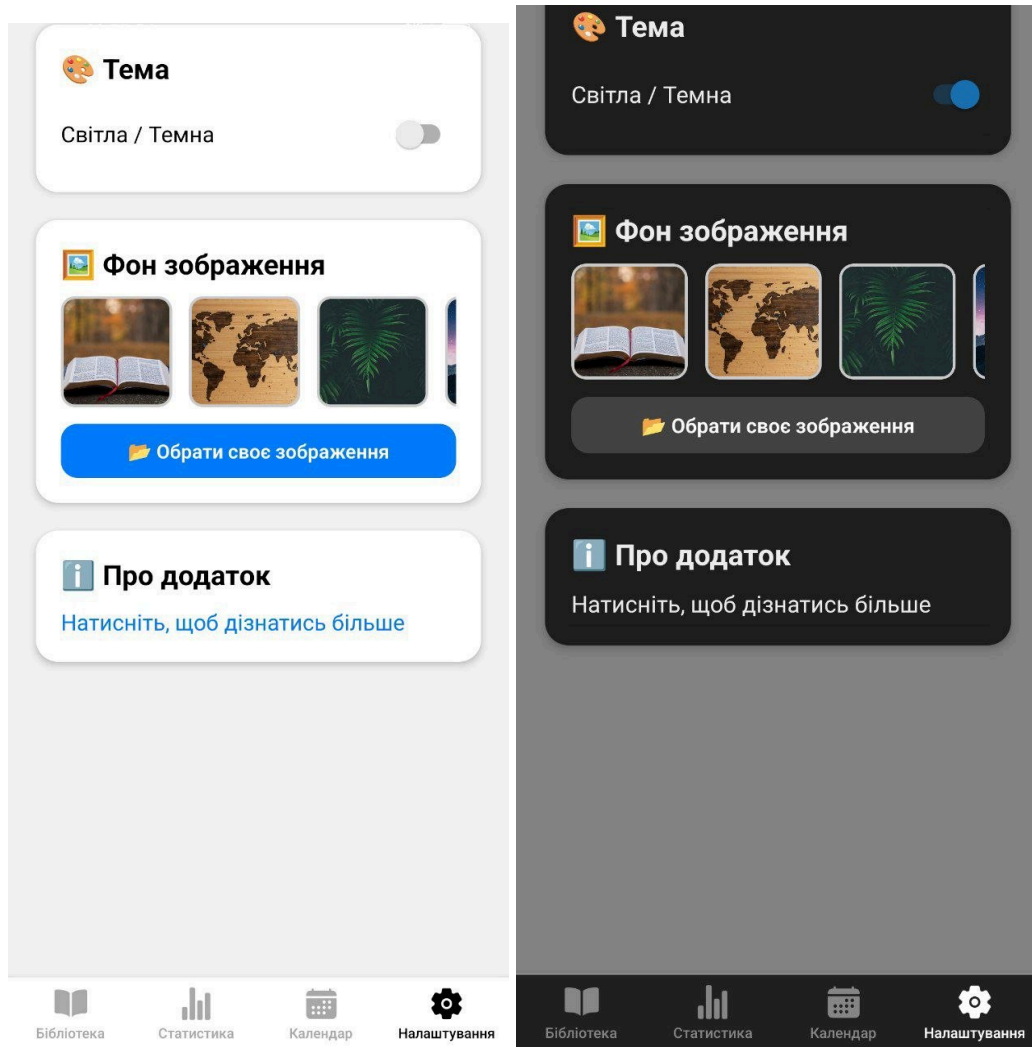 🎨 Тема
Світла / Темна
🖼️ Фон зображення
📂 Обрати своє зображення
ℹ️ Про додаток
Натисніть, щоб дізнатись більше
Бібліотека
Статистика
Календар
Налаштування
🎨 Тема
Світла / Темна
🖼️ Фон зображення
📂 Обрати своє зображення
ℹ️ Про додаток
Натисніть, щоб дізнатись більше
Бібліотека
Статистика
Календар
Налаштування